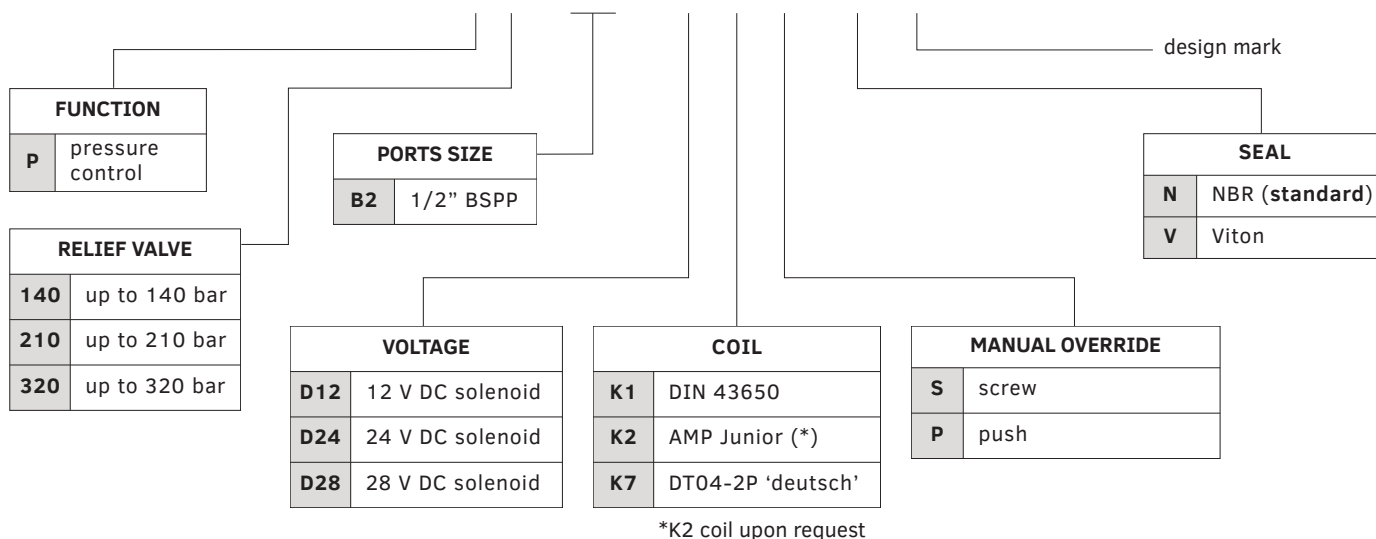 design mark
FUNCTION
P pressure
control
PORTS SIZE
B2 1/2” BSPP
SEAL
N NBR (standard)
V Viton
RELIEF VALVE
140 up to 140 bar
210 up to 210 bar
320 up to 320 bar
VOLTAGE
D12 12 V DC solenoid
D24 24 V DC solenoid
D28 28 V DC solenoid
COIL
K1 DIN 43650
K2 AMP Junior (*)
K7 DT04-2P ‘deutsch’
*K2 coil upon request
MANUAL OVERRIDE
S screw
P push